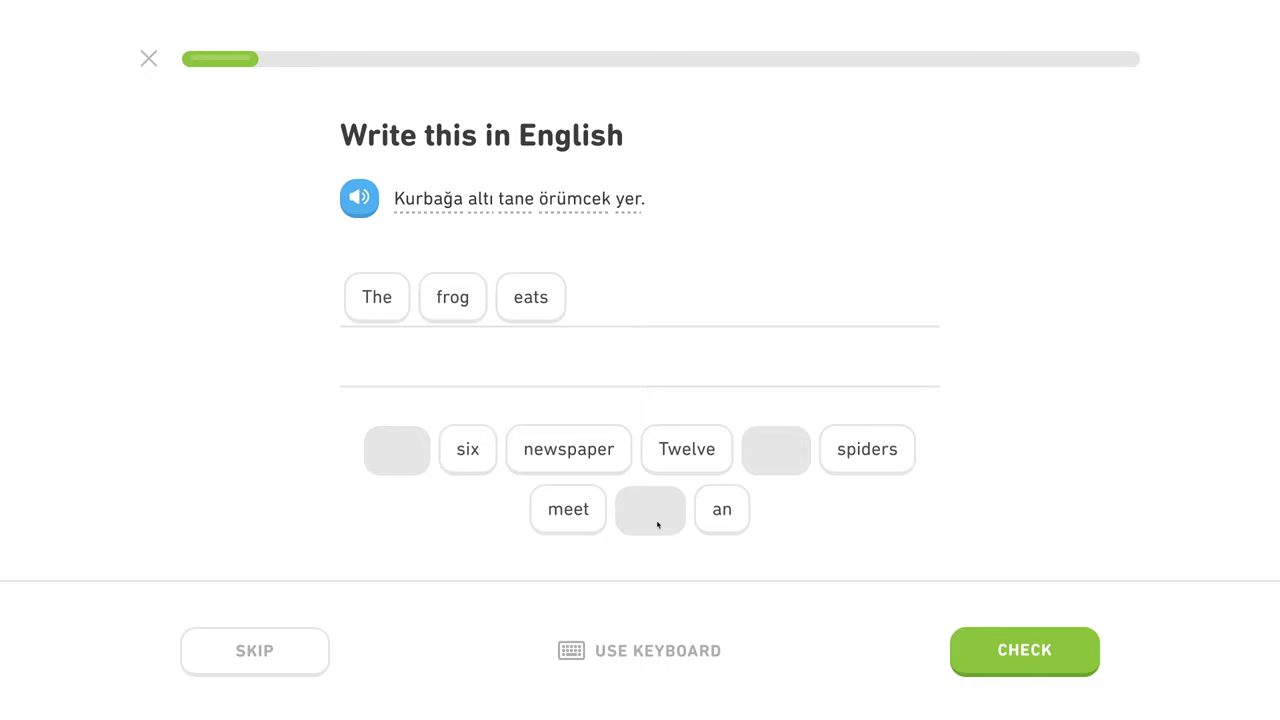 Write this in English
Kurbağa altı tane örümcek yer.
The frog eats
six newspaper Twelve spiders
meet an
SKIP USE KEYBOARD CHECK